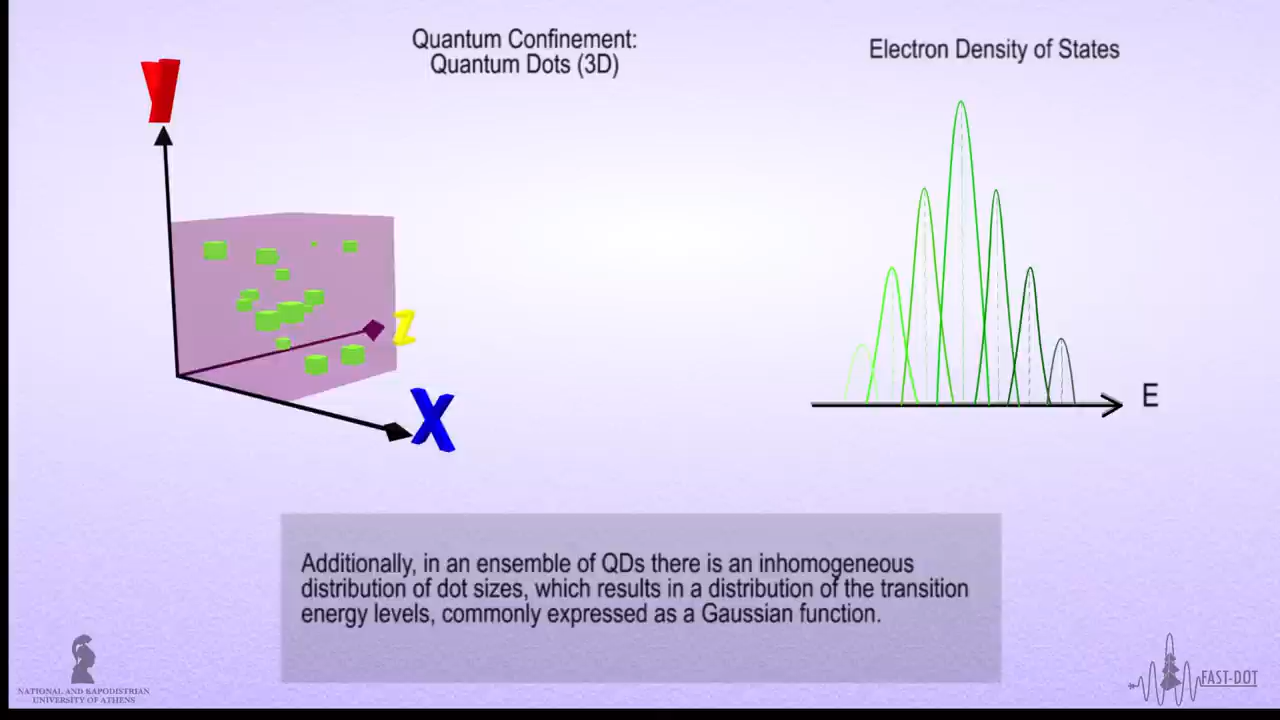 Quantum Confinement:
Quantum Dots (3D)
Electron Density of States
Y
Z
X
E
Additionally, in an ensemble of QDs there is an inhomogeneous
distribution of dot sizes, which results in a distribution of the transition
energy levels, commonly expressed as a Gaussian function.
NATIONAL AND KAPODISTRIAN
UNIVERSITY OF ATHENS
FAST-DOT